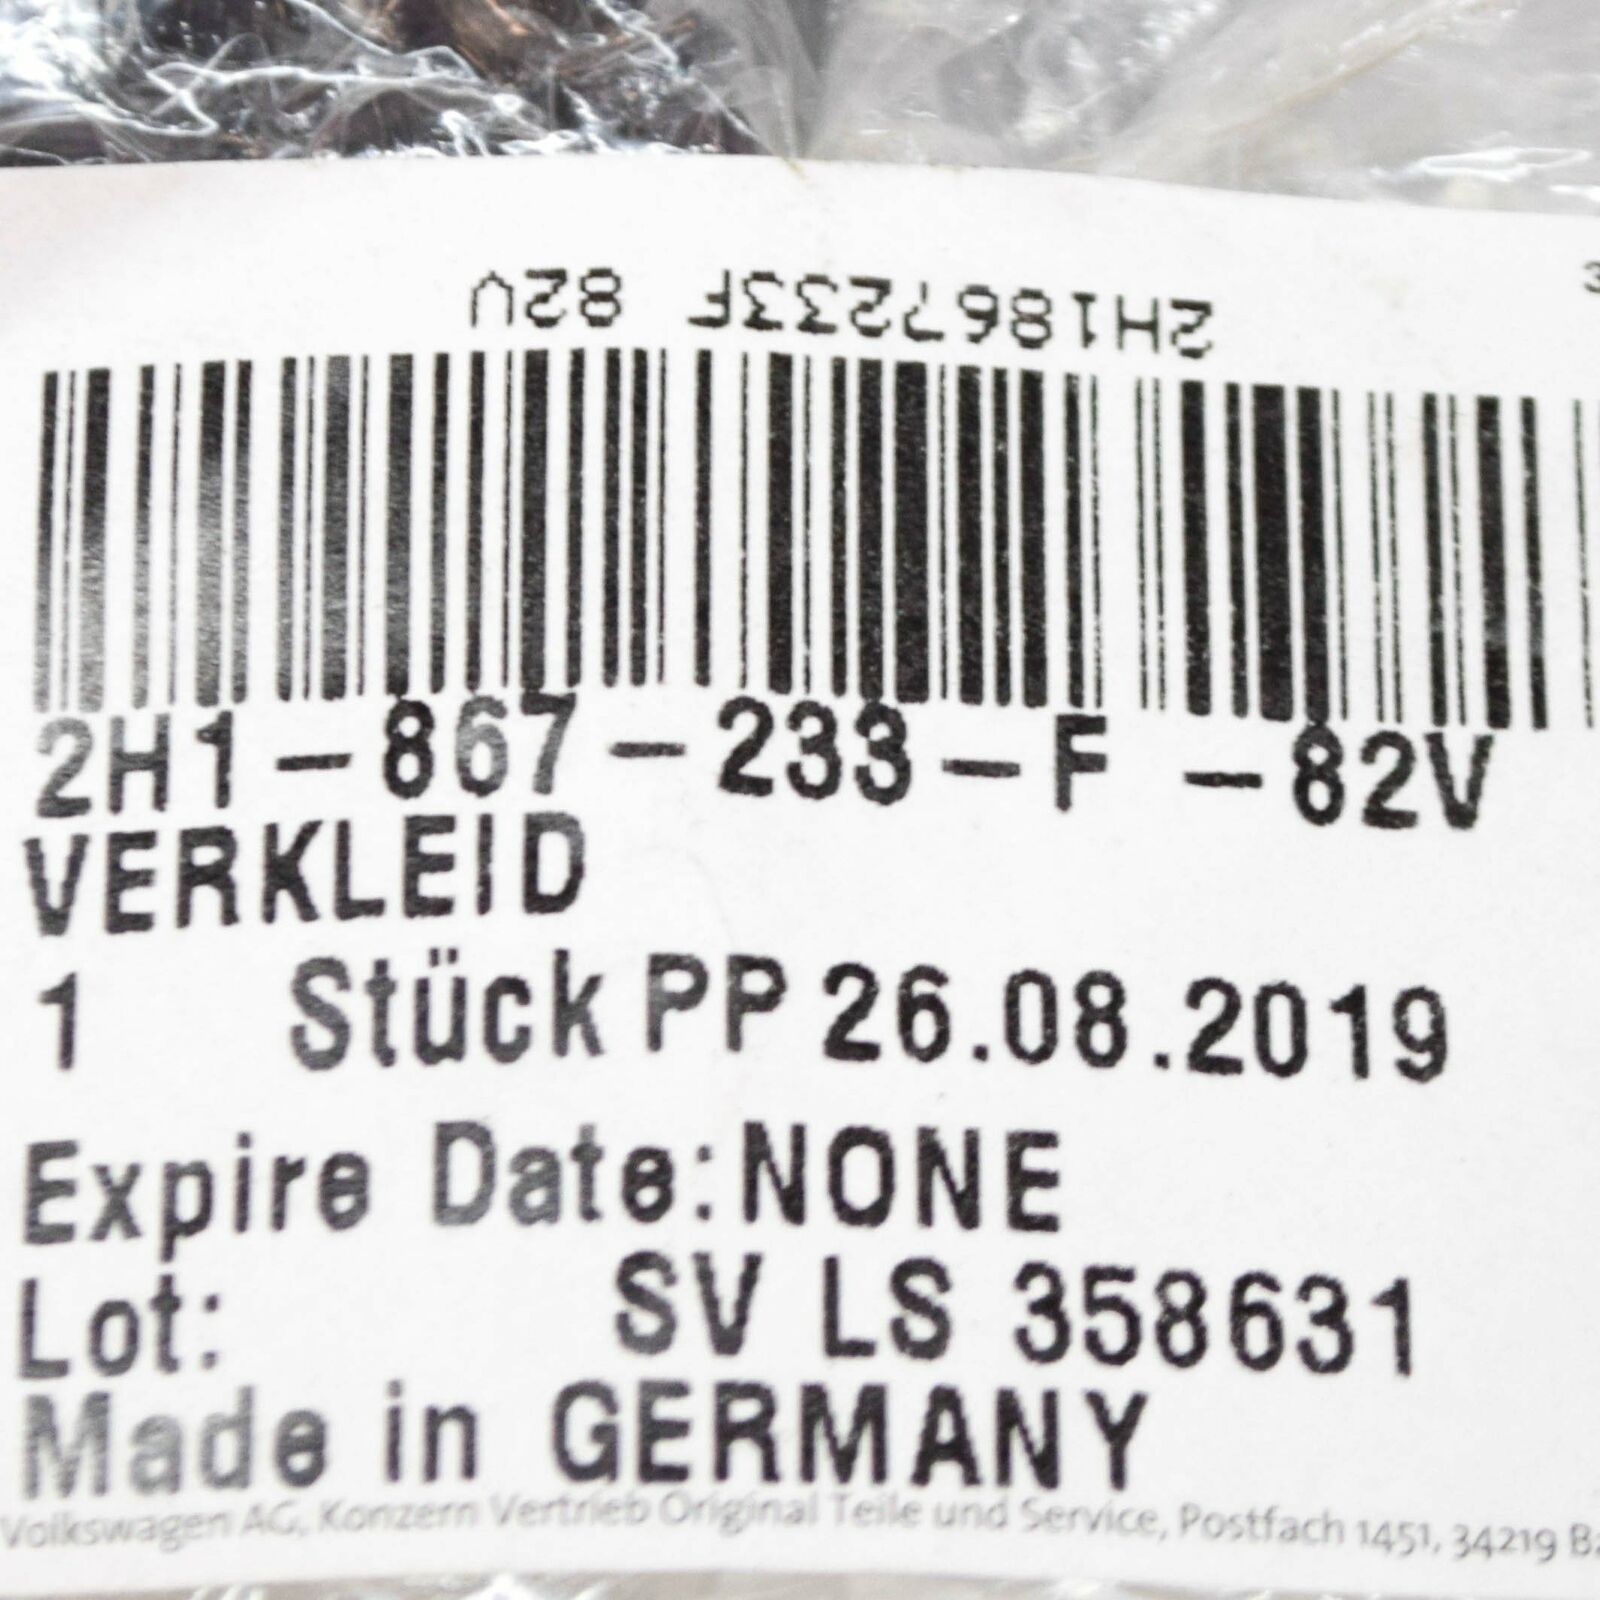 2H1867233F 82V
2H1-867-233-F -82V
VERKLEID
1 Stück PP 26.08.2019
Expire Date:NONE
Lot: SV LS 358631
Made in GERMANY
Volkswagen AG, Konzern Vertrieb Original Teile und Service, Postfach 1451, 34219